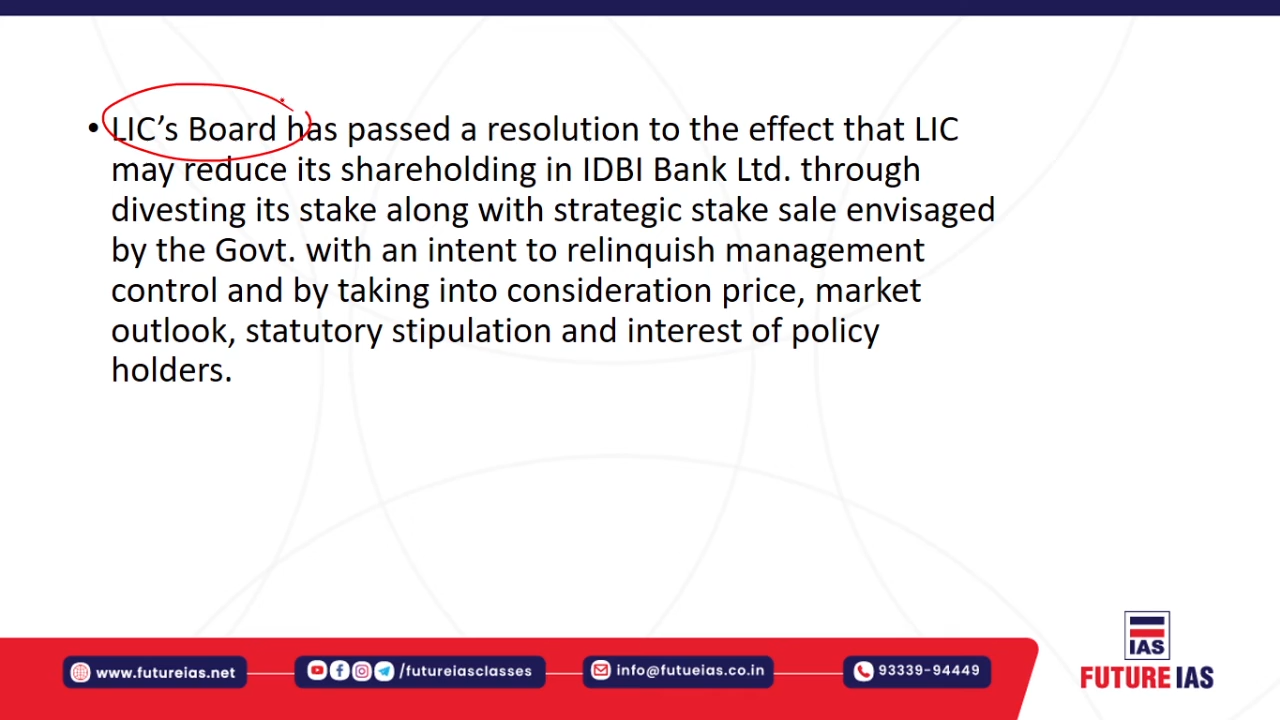 • LIC’s Board has passed a resolution to the effect that LIC
may reduce its shareholding in IDBI Bank Ltd. through
divesting its stake along with strategic stake sale envisaged
by the Govt. with an intent to relinquish management
control and by taking into consideration price, market
outlook, statutory stipulation and interest of policy
holders.
www.futureias.net
/futureiasclasses
info@futueias.co.in
93339-94449
IAS
FUTURE IAS